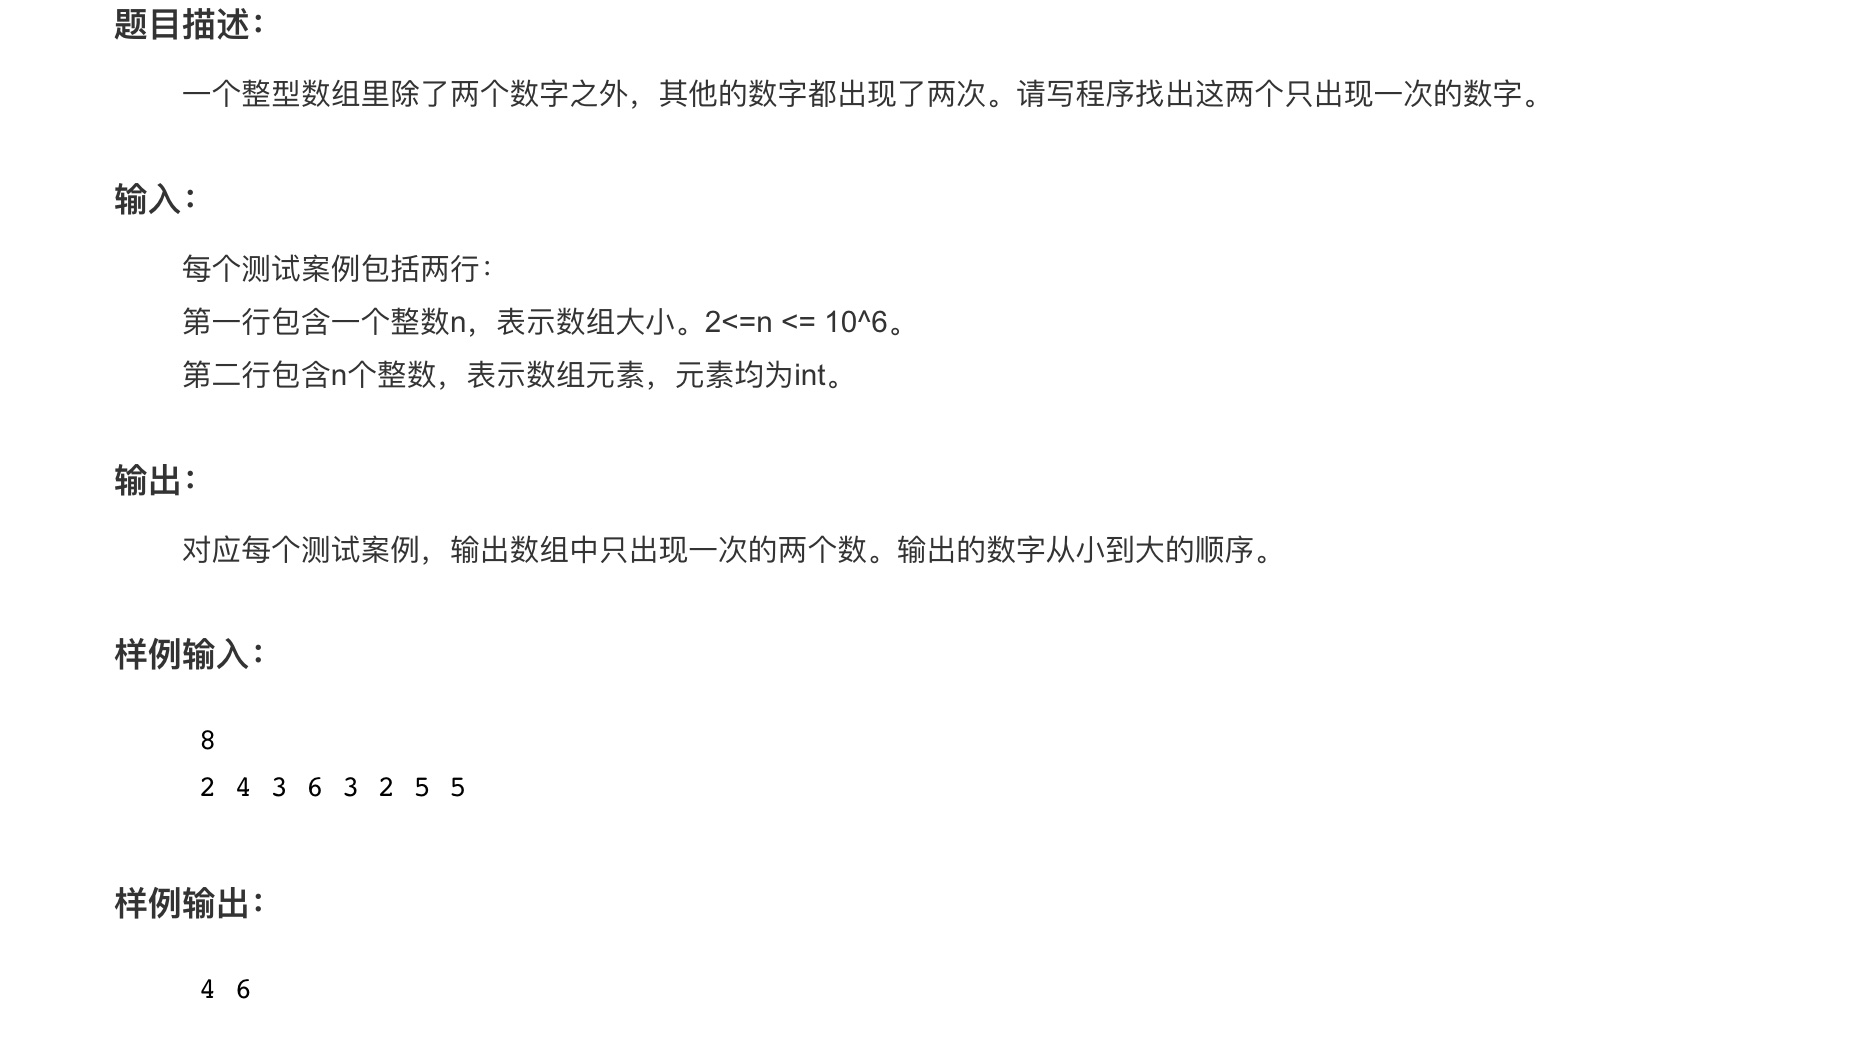 题目描述：
一个整型数组里除了两个数字之外，其他的数字都出现了两次。请写程序找出这两个只出现一次的数字。
输入：
每个测试案例包括两行：
第一行包含一个整数n，表示数组大小。2<=n <= 10^6。
第二行包含n个整数，表示数组元素，元素均为int。
输出：
对应每个测试案例，输出数组中只出现一次的两个数。输出的数字从小到大的顺序。
样例输入：
8
2 4 3 6 3 2 5 5
样例输出：
4 6